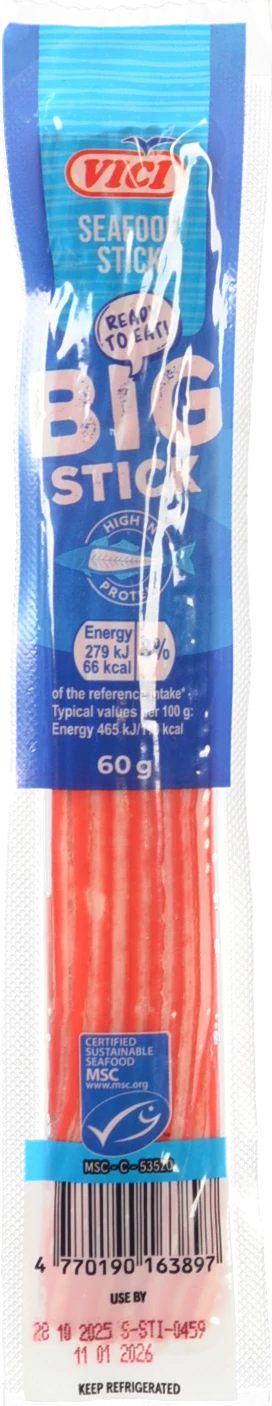 VICI
SEAFOOD
STICK
READY
TO EAT!
BIG
STICK
HIGH IN
PROTEIN
Energy
279 kJ
66 kcal
3%
of the reference intake*
Typical values per 100 g:
Energy 465 kJ/ kcal
60 g
CERTIFIED
SUSTAINABLE
SEAFOOD
MSC
www.msc.org
MSC-C-53520
4 770190 163897
USE BY
28 10 2025 S-STI-0459
11 01 2026
KEEP REFRIGERATED